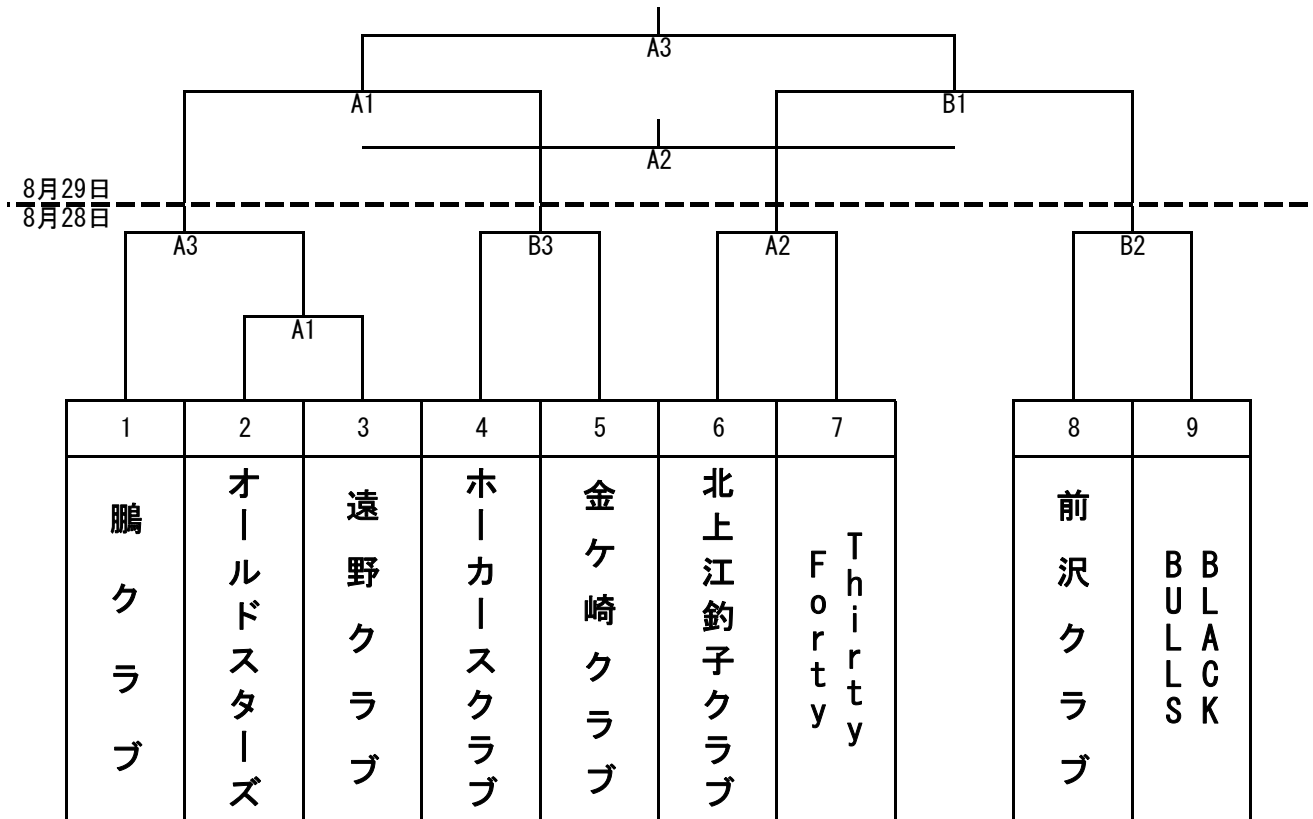 A3
A1
B1
A2
8月29日
8月28日
A3
B3
A2
B2
A1
1
2
3
4
5
6
7
8
9
鵬クラブ
オールドスターズ
遠野クラブ
ホーカースクラブ
金ケ崎クラブ
北上江釣子クラブ
Thirty
Forty
前沢クラブ
BLACK
BULLS